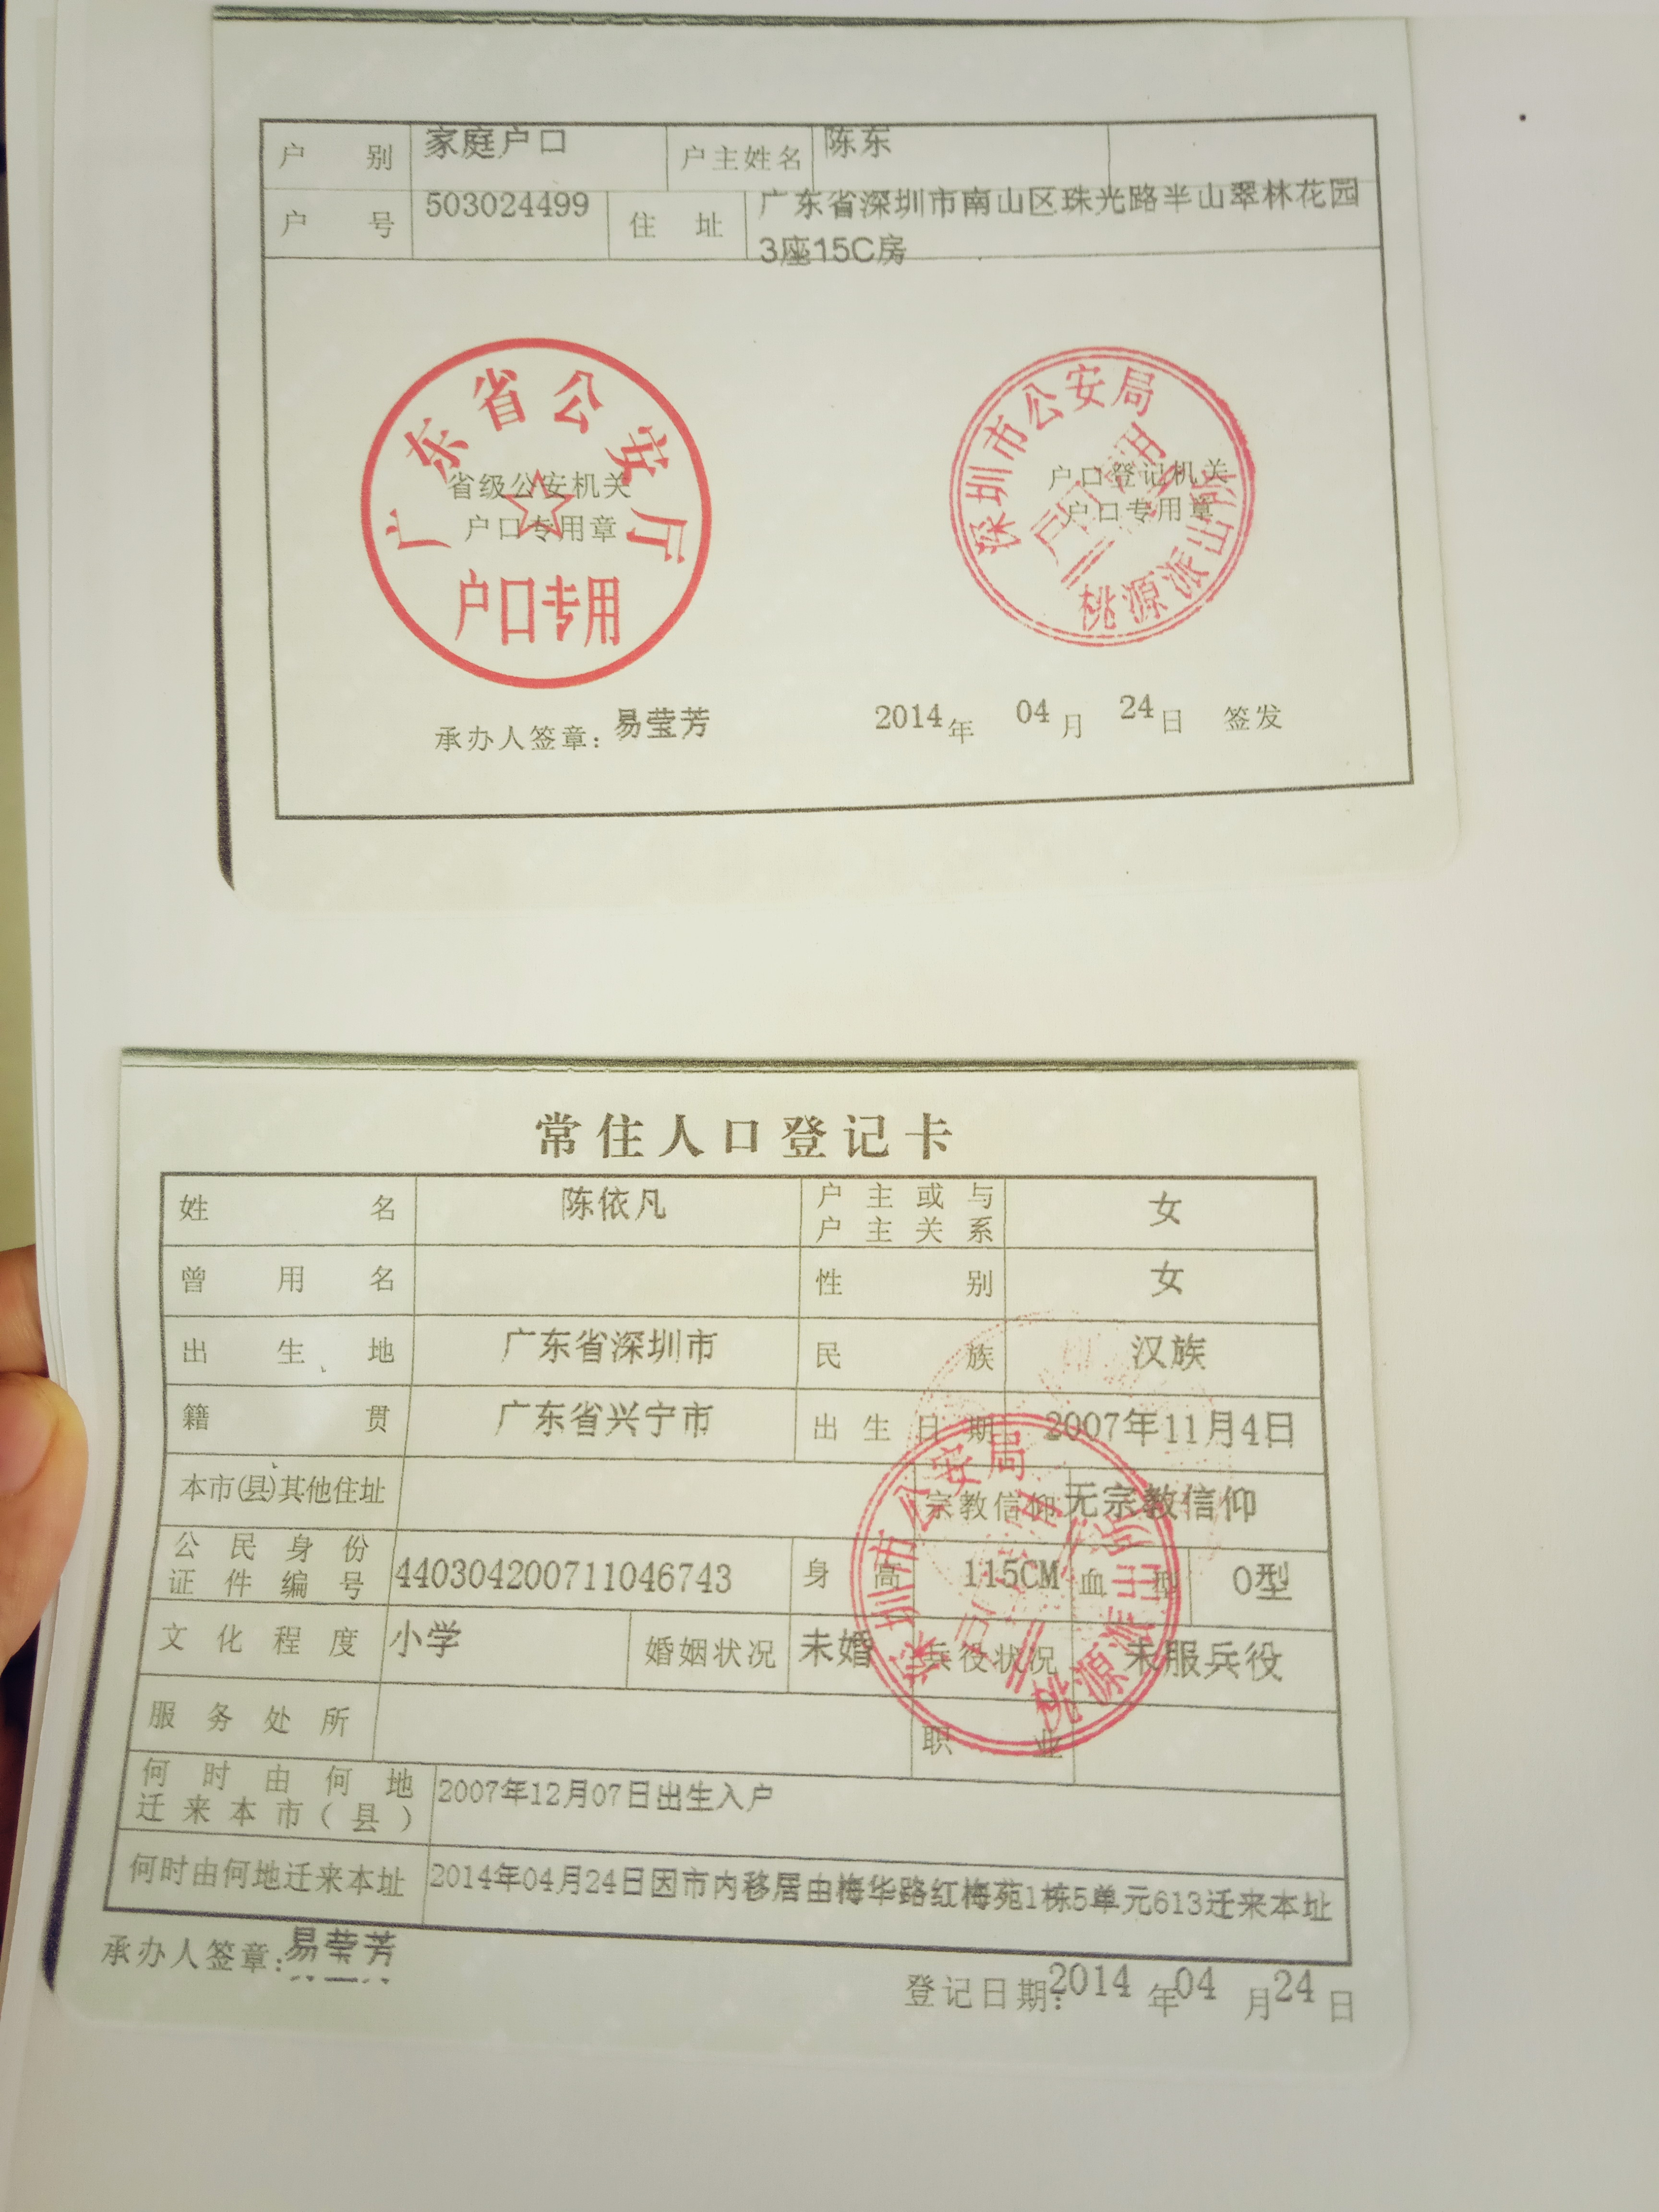 户别 家庭户口 户主姓名 陈东
户号 503024499 住址 广东省深圳市南山区珠光路半山翠林花园
3座15C房
广东省公安厅
省级公安机关
户口专用章
户口专用
深圳市公安局
户口登记机关
户口专用章
户口专用
桃源派出所
承办人签章：易莹芳 2014年 04月 24日 签发
常住人口登记卡
姓名 陈依凡 户主或与户主关系 女
曾用名 性别 女
出生地 广东省深圳市 民族 汉族
籍贯 广东省兴宁市 出生日期 2007年11月4日
本市(县)其他住址 宗教信仰 无宗教信仰
公民身份证件编号 440304200711046743 身高 115CM 血型 O型
文化程度 小学 婚姻状况 未婚 兵役状况 未服兵役
服务处所 职业
何时由何地迁来本市(县) 2007年12月07日出生入户
何时由何地迁来本址 2014年04月24日因市内移居由梅华路红梅苑1栋5单元613迁来本址
深圳市公安局
桃源派出所
承办人签章：易莹芳
登记日期：2014年04月24日